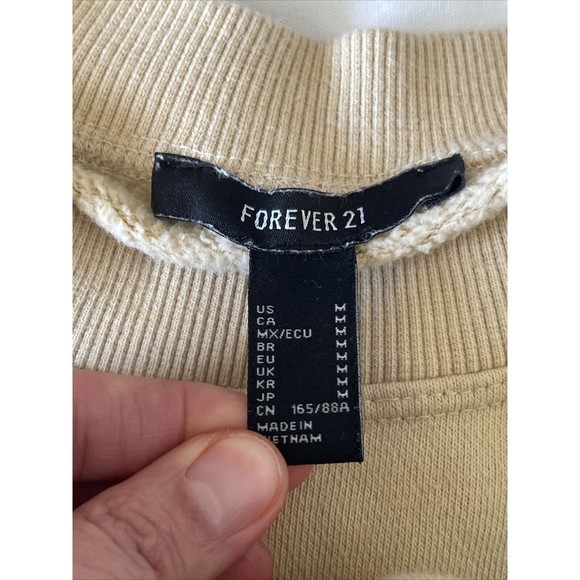 FOREVER 21
US M
CA M
MX/ECU M
BR M
EU M
UK M
KR M
JP M
CN 165/88A
MADE IN
VIETNAM